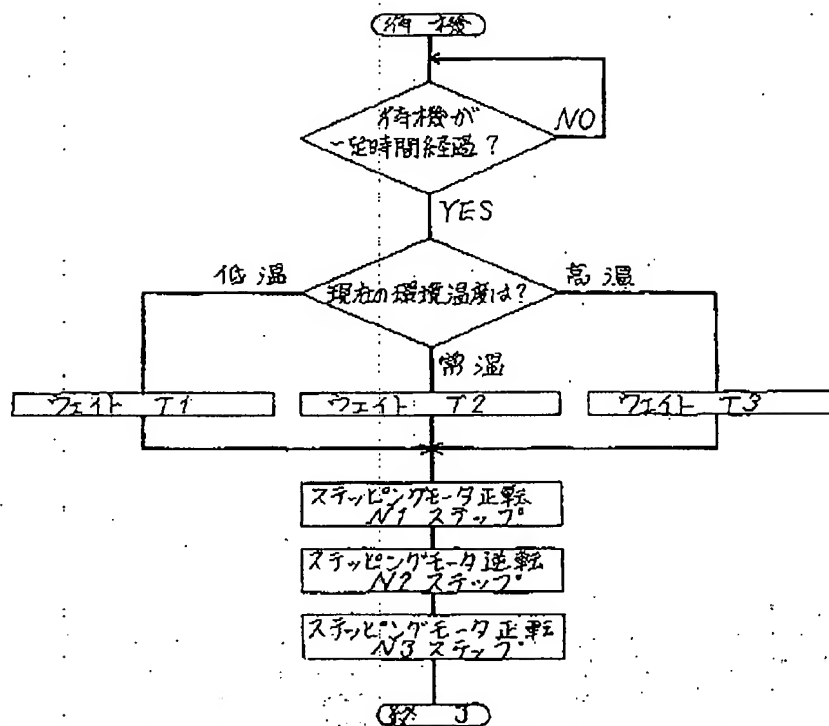 待機
待機が
一定時間経過?
NO
YES
低温
現在の環境温度は?
高温
常温
ウェイト T1
ウェイト T2
ウェイト T3
ステッピングモータ正転
N1 ステップ
ステッピングモータ逆転
N2 ステップ
ステッピングモータ正転
N3 ステップ
終了